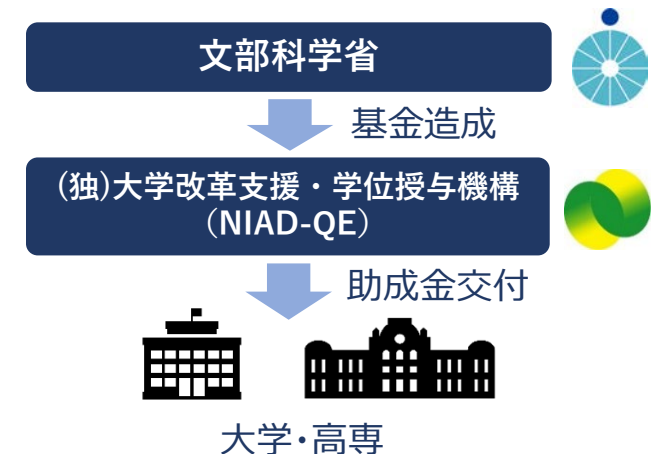 文部科学省
基金造成
(独)大学改革支援・学位授与機構
（NIAD-QE）
助成金交付
大学・高専